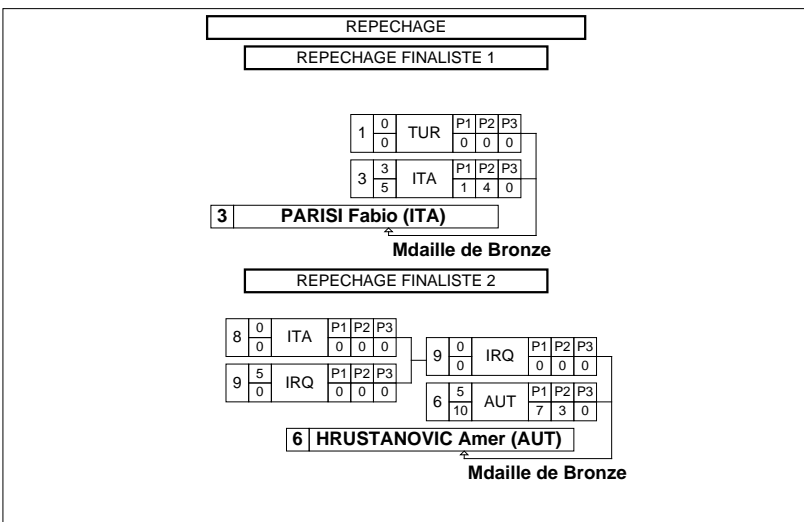 REPECHAGE
REPECHAGE FINALISTE 1
1 0 TUR P1 P2 P3
0 0 0 0
3 3 ITA P1 P2 P3
5 1 4 0
3 PARISI Fabio (ITA)
Mdaille de Bronze
REPECHAGE FINALISTE 2
8 0 ITA P1 P2 P3
0 0 0 0
9 0 IRQ P1 P2 P3
0 0 0 0
9 5 IRQ P1 P2 P3
0 0 0 0
6 5 AUT P1 P2 P3
10 7 3 0
6 HRUSTANOVIC Amer (AUT)
Mdaille de Bronze